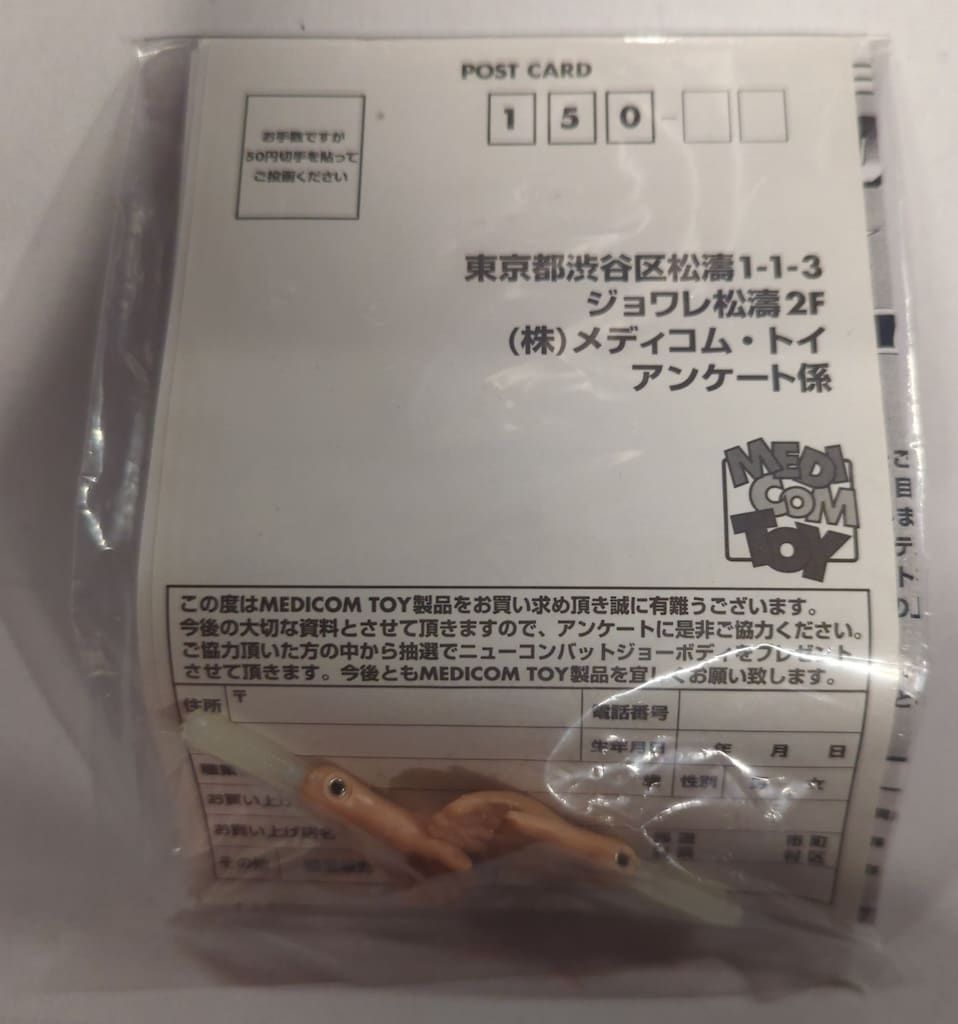 POST CARD
150-
お手数ですが
50円切手を貼って
ご投函ください
東京都渋谷区松濤1-1-3
ジョワレ松濤2F
(株)メディコム・トイ
アンケート係
MEDI
COM
TOY
この度はMEDICOM TOY製品をお買い求め頂き誠に有難うございます。
今後の大切な資料とさせて頂きますので、アンケートに是非ご協力ください。
ご協力頂いた方の中から抽選でニューコンバットジョーボディをプレゼント
させて頂きます。今後ともMEDICOM TOY製品を宜しくお願い致します。
住所 〒
電話番号
生年月日 年 月 日
性別 男 女
お買い上げ
お買い上げ店名
その他
ご
目
ま
テ
ト
の」
と